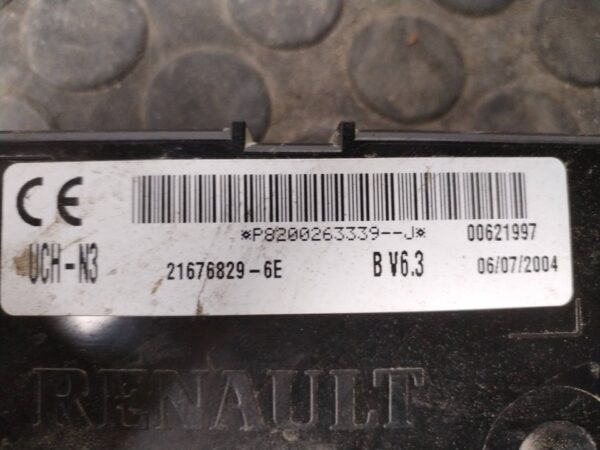 CE
*P8200263339--J* 00621997
UCH-N3 21676829-6E B V6.3 06/07/2004
RENAULT